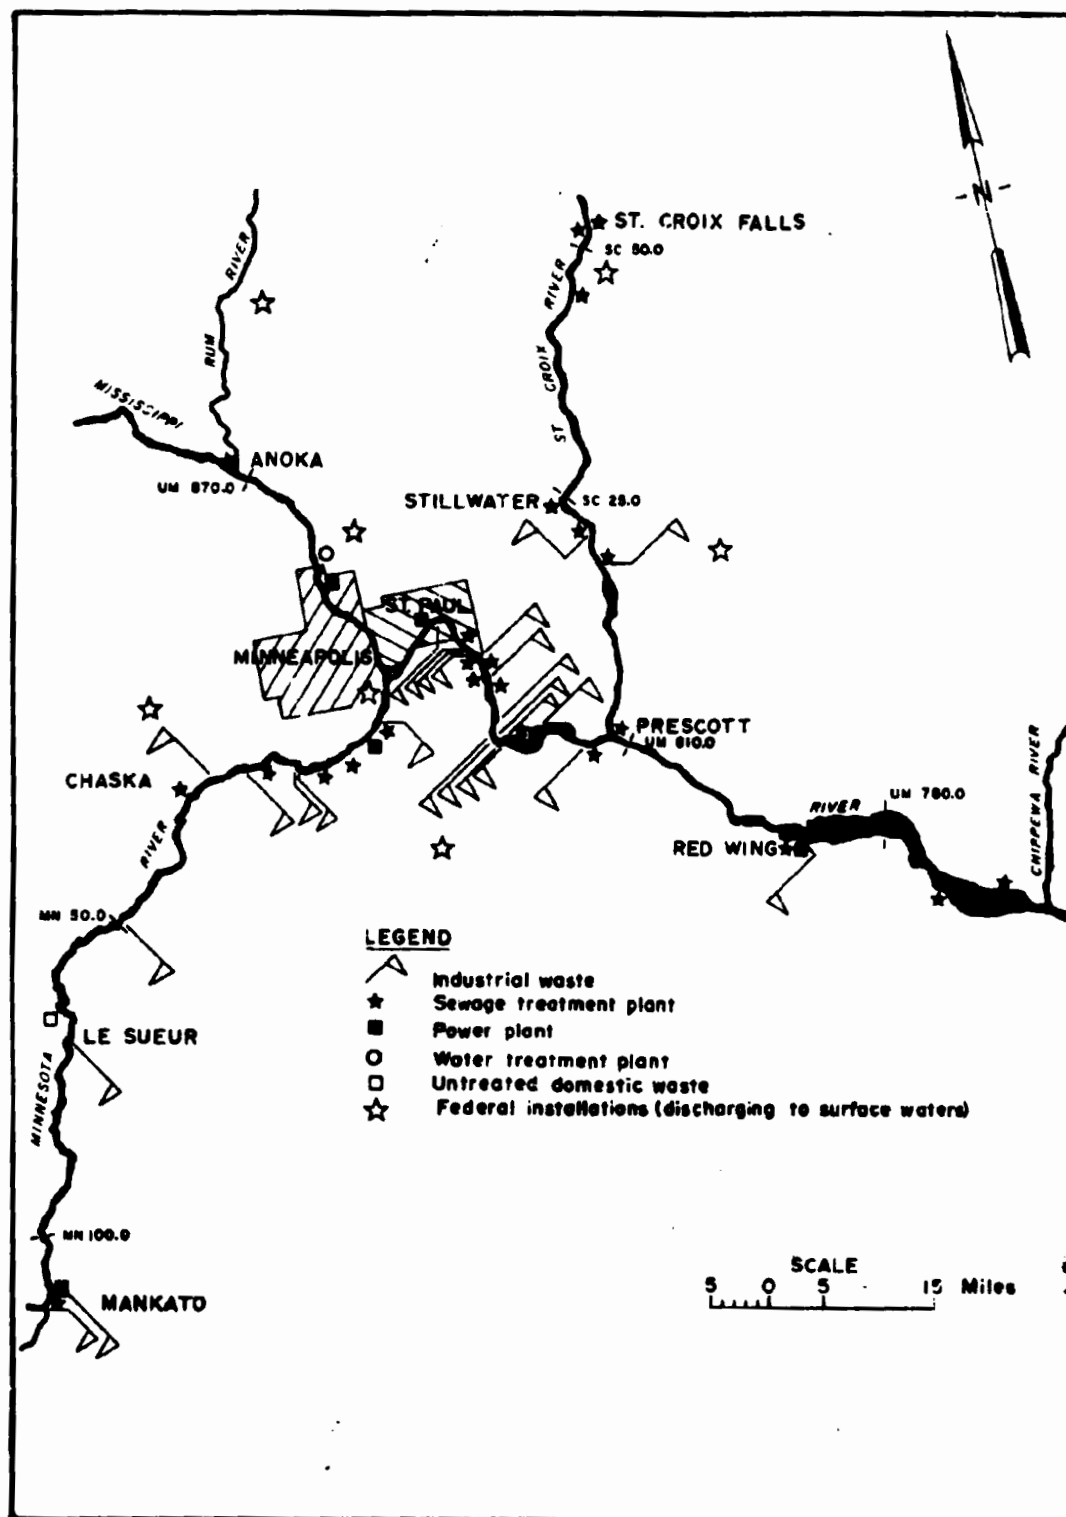 N
ST. CROIX FALLS
SC 50.0
RIVER
CROIX
ST
RIVER
RUM
MISSISSIPPI
ANOKA
UM 870.0
STILLWATER
SC 25.0
ST. PAUL
MINNEAPOLIS
PRESCOTT
UM 810.0
CHASKA
RIVER
UM 780.0
RIVER
CHIPPEWA RIVER
RED WING
MN 50.0
LE SUEUR
MINNESOTA
MN 100.0
MANKATO
LEGEND
Industrial waste
Sewage treatment plant
Power plant
Water treatment plant
Untreated domestic waste
Federal installations (discharging to surface waters)
SCALE
5 0 5 15 Miles